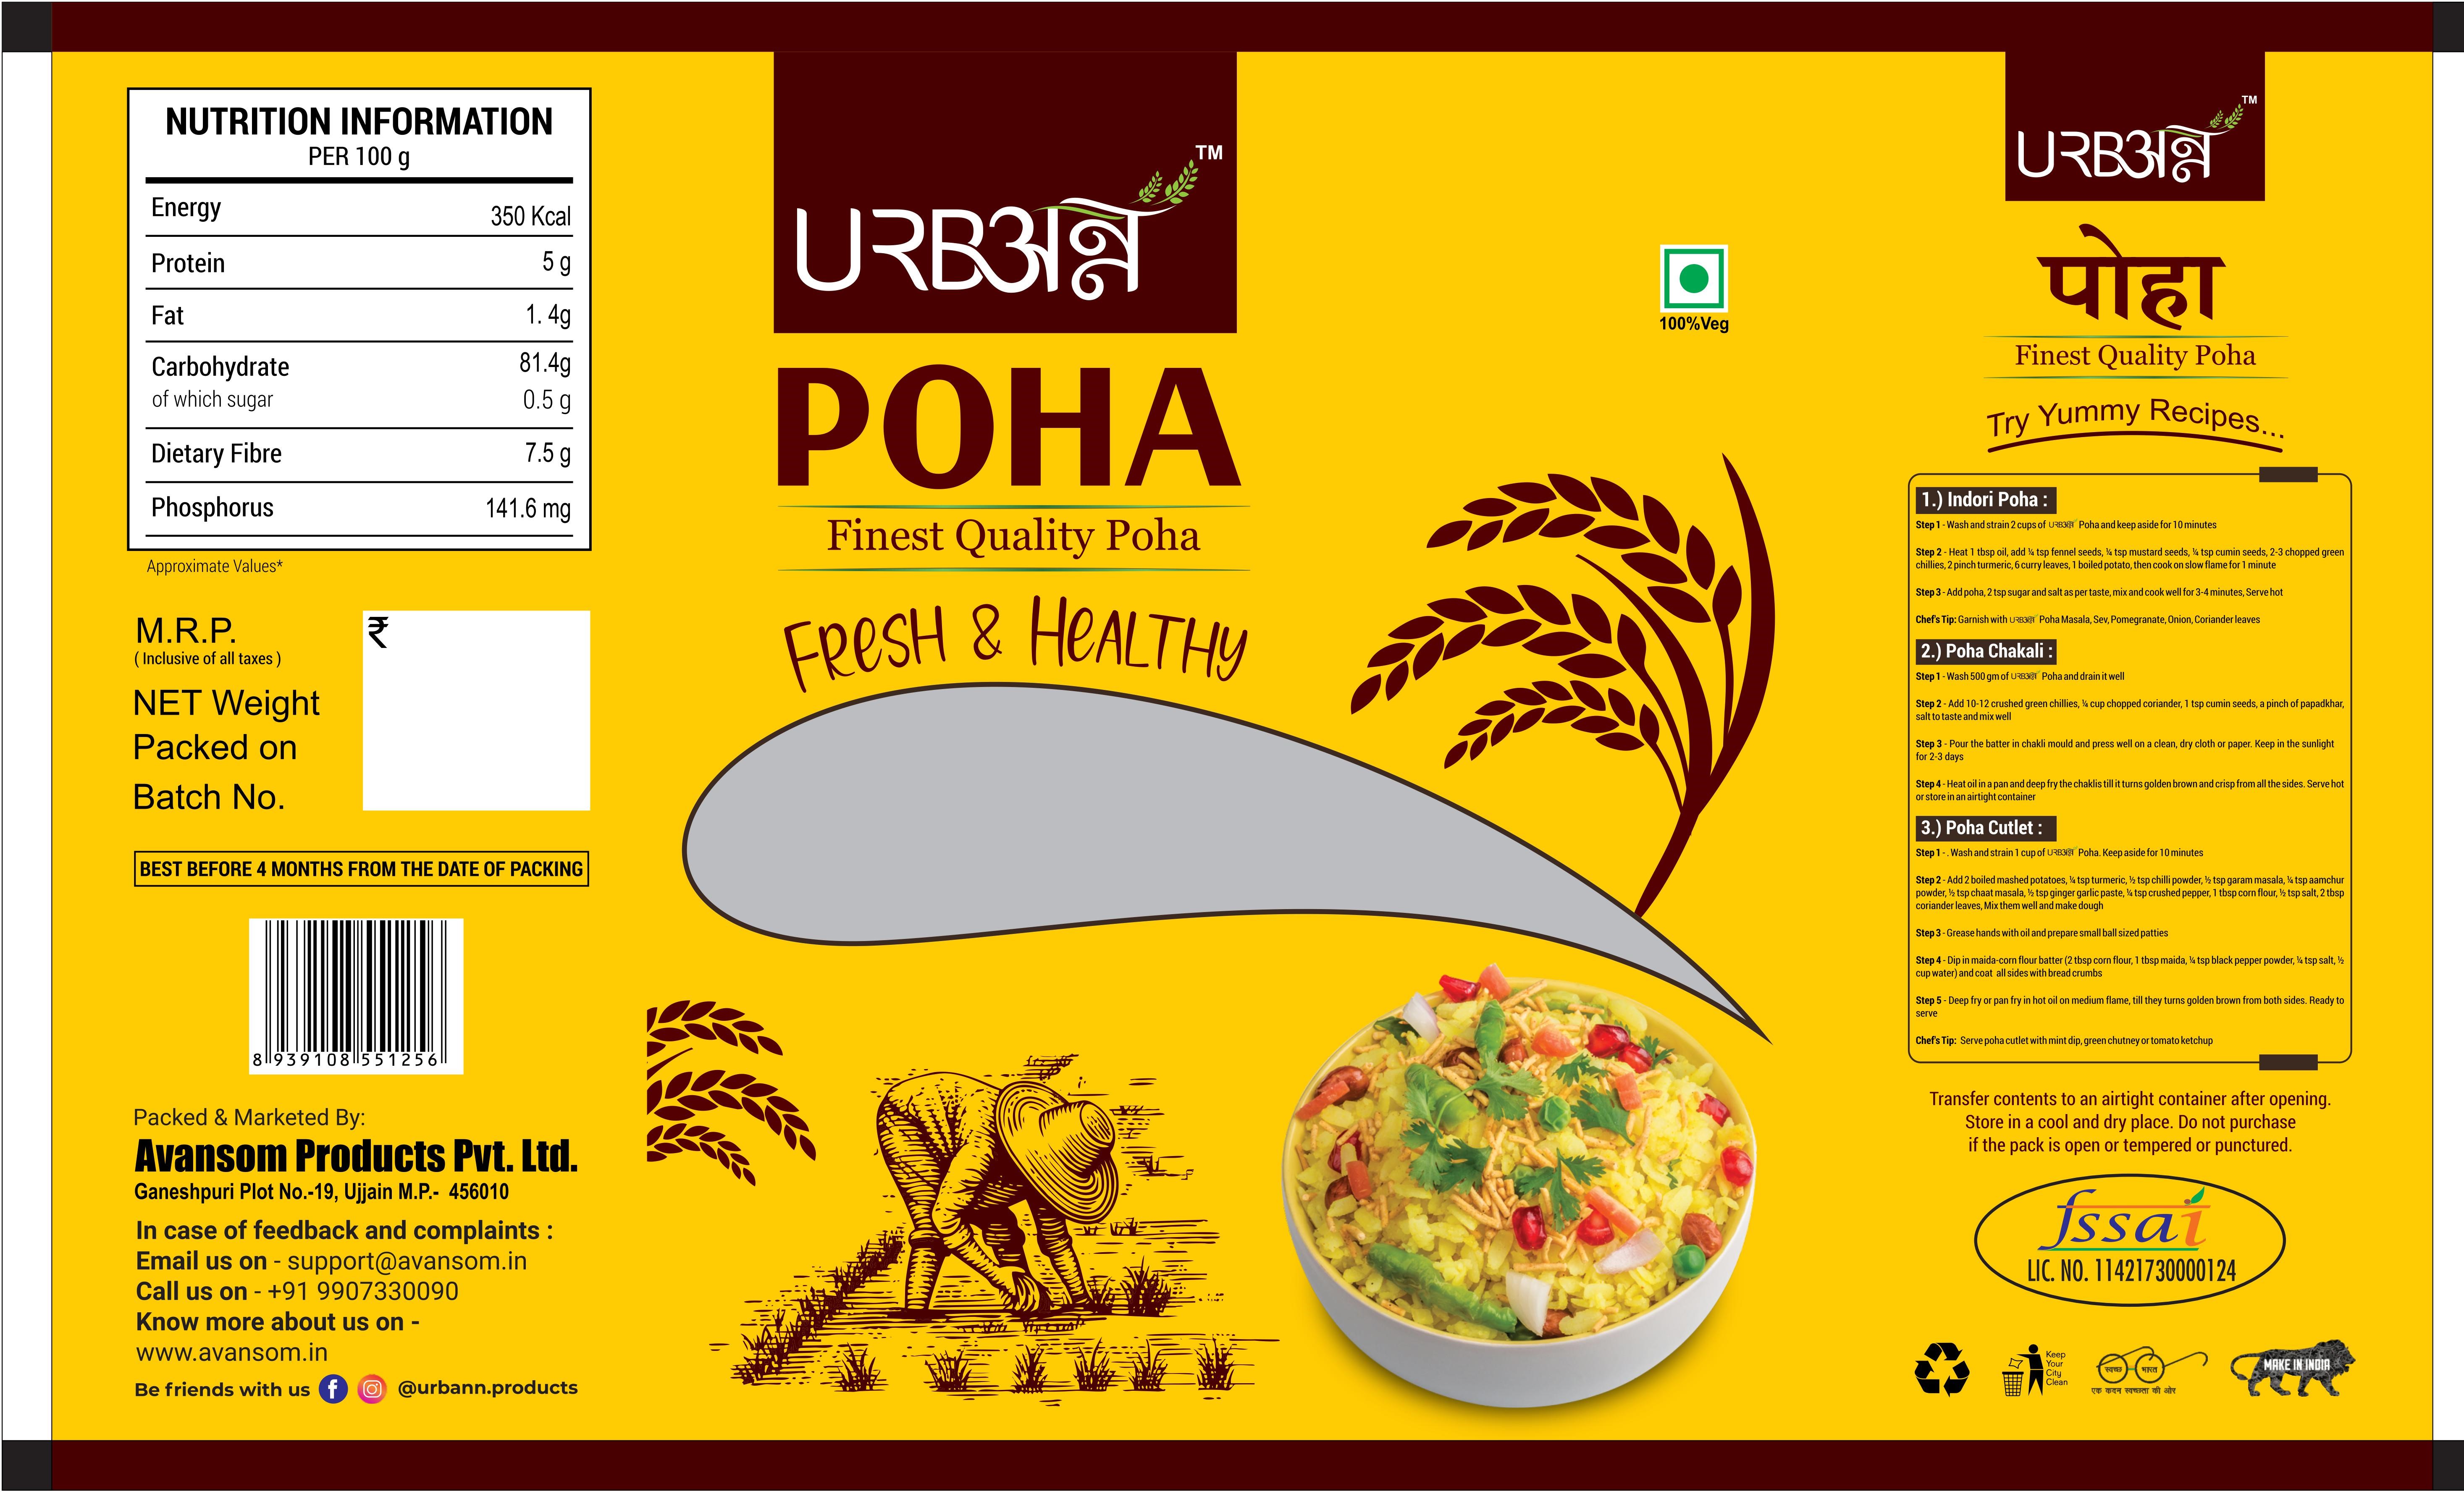 NUTRITION INFORMATION
PER 100 g
Energy 350 Kcal
Protein 5 g
Fat 1. 4g
Carbohydrate 81.4g
of which sugar 0.5 g
Dietary Fibre 7.5 g
Phosphorus 141.6 mg
Approximate Values*
M.R.P. ₹
( Inclusive of all taxes )
NET Weight
Packed on
Batch No.
BEST BEFORE 4 MONTHS FROM THE DATE OF PACKING
8 939108 551256
Packed & Marketed By:
Avansom Products Pvt. Ltd.
Ganeshpuri Plot No.-19, Ujjain M.P.- 456010
In case of feedback and complaints :
Email us on - support@avansom.in
Call us on - +91 9907330090
Know more about us on -
www.avansom.in
Be friends with us f @urbann.products
URBअन्न TM
POHA
Finest Quality Poha
FResH & HeALTHy
100%Veg
URBअन्न TM
पोहा
Finest Quality Poha
Try Yummy Recipes...
1.) Indori Poha :
Step 1 - Wash and strain 2 cups of URBअन्न Poha and keep aside for 10 minutes
Step 2 - Heat 1 tbsp oil, add ¼ tsp fennel seeds, ¼ tsp mustard seeds, ¼ tsp cumin seeds, 2-3 chopped green
chillies, 2 pinch turmeric, 6 curry leaves, 1 boiled potato, then cook on slow flame for 1 minute
Step 3 - Add poha, 2 tsp sugar and salt as per taste, mix and cook well for 3-4 minutes, Serve hot
Chef's Tip: Garnish with URBअन्न Poha Masala, Sev, Pomegranate, Onion, Coriander leaves
2.) Poha Chakali :
Step 1 - Wash 500 gm of URBअन्न Poha and drain it well
Step 2 - Add 10-12 crushed green chillies, ¼ cup chopped coriander, 1 tsp cumin seeds, a pinch of papadkhar,
salt to taste and mix well
Step 3 - Pour the batter in chakli mould and press well on a clean, dry cloth or paper. Keep in the sunlight
for 2-3 days
Step 4 - Heat oil in a pan and deep fry the chaklis till it turns golden brown and crisp from all the sides. Serve hot
or store in an airtight container
3.) Poha Cutlet :
Step 1 - . Wash and strain 1 cup of URBअन्न Poha. Keep aside for 10 minutes
Step 2 - Add 2 boiled mashed potatoes, ¼ tsp turmeric, ½ tsp chilli powder, ½ tsp garam masala, ¼ tsp aamchur
powder, ½ tsp chaat masala, ½ tsp ginger garlic paste, ¼ tsp crushed pepper, 1 tbsp corn flour, ½ tsp salt, 2 tbsp
coriander leaves, Mix them well and make dough
Step 3 - Grease hands with oil and prepare small ball sized patties
Step 4 - Dip in maida-corn flour batter (2 tbsp corn flour, 1 tbsp maida, ¼ tsp black pepper powder, ¼ tsp salt, ½
cup water) and coat all sides with bread crumbs
Step 5 - Deep fry or pan fry in hot oil on medium flame, till they turns golden brown from both sides. Ready to
serve
Chef's Tip: Serve poha cutlet with mint dip, green chutney or tomato ketchup
Transfer contents to an airtight container after opening.
Store in a cool and dry place. Do not purchase
if the pack is open or tempered or punctured.
fssai
LIC. NO. 11421730000124
Keep
Your
City
Clean
स्वच्छ भारत
एक कदम स्वच्छता की ओर
MAKE IN INDIA